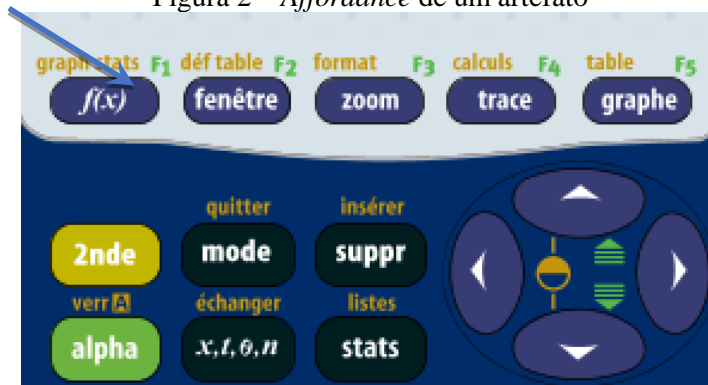 Figura 2 – Affordance de um artefato
graph stats F1 déf table F2 format F3 calculs F4 table F5
f(x) fenêtre zoom trace graphe
quitter insérer
2nde mode suppr
verr A échanger listes
alpha x,t,θ,n stats